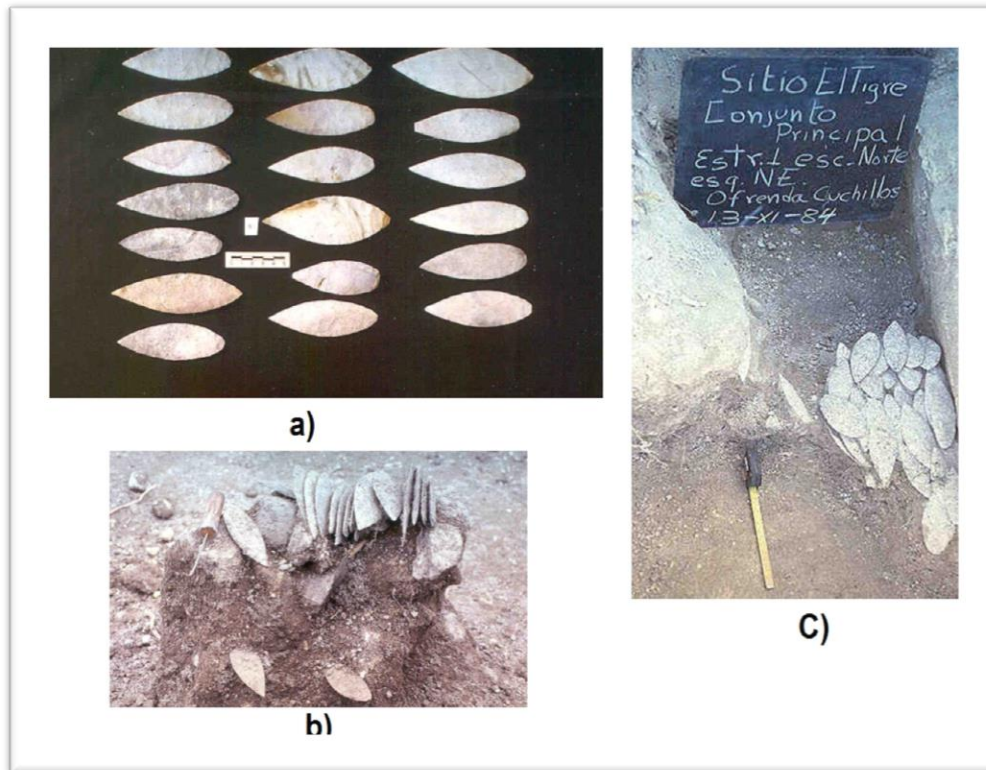 a)
Sitio El Tigre
Conjunto
Principal
Estr.1 esc. Norte
esq. NE.
Ofrenda Cuchillos
13-XI-84
b)
C)